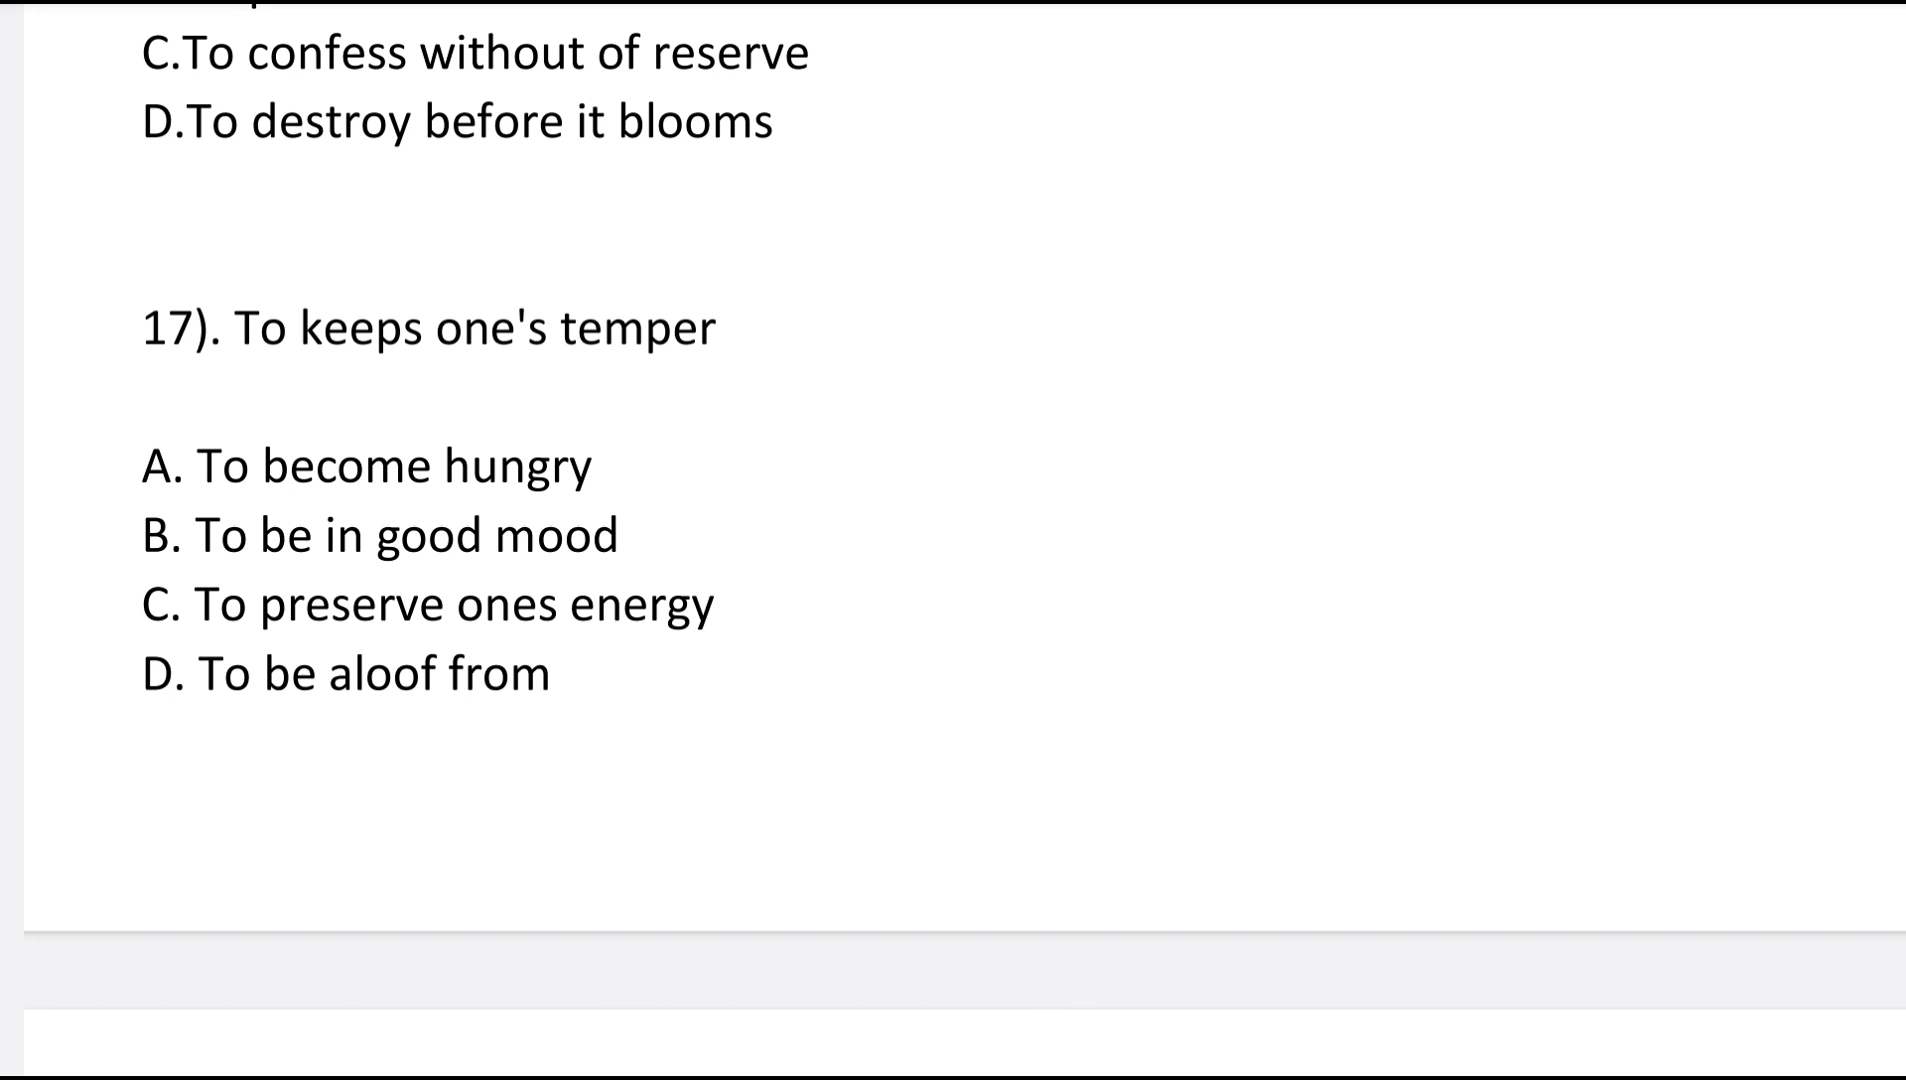 C.To confess without of reserve
D.To destroy before it blooms
17). To keeps one's temper
A. To become hungry
B. To be in good mood
C. To preserve ones energy
D. To be aloof from